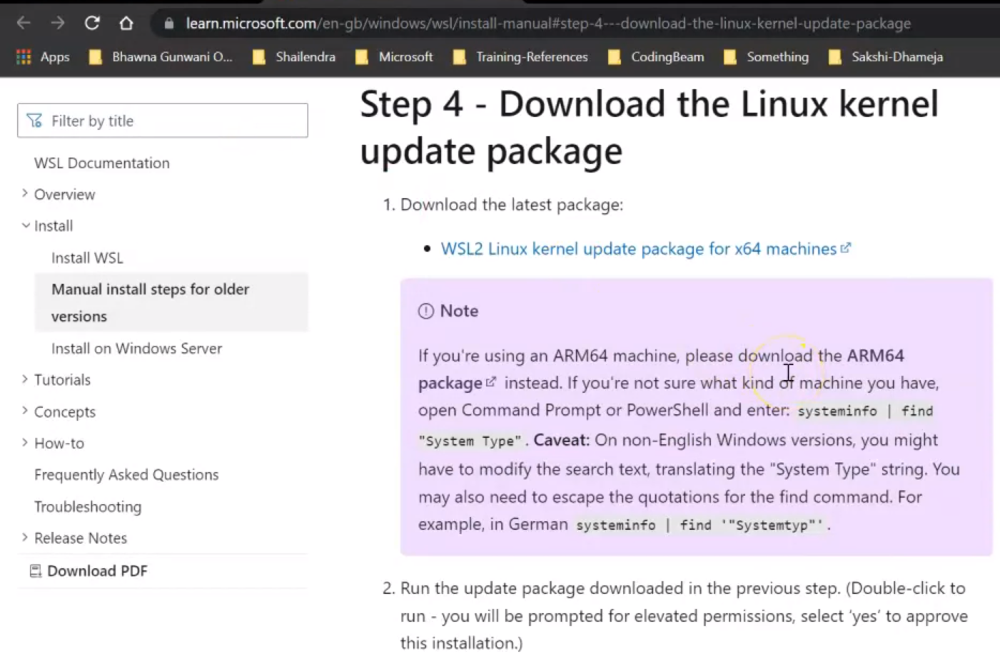 learn.microsoft.com/en-gb/windows/wsl/install-manual#step-4---download-the-linux-kernel-update-package
Apps Bhawna Gunwani O... Shailendra Microsoft Training-References CodingBeam Something Sakshi-Dhameja
Filter by title
WSL Documentation
Overview
Install
Install WSL
Manual install steps for older
versions
Install on Windows Server
Tutorials
Concepts
How-to
Frequently Asked Questions
Troubleshooting
Release Notes
Download PDF
Step 4 - Download the Linux kernel
update package
1. Download the latest package:
• WSL2 Linux kernel update package for x64 machines
Note
If you're using an ARM64 machine, please download the ARM64
package instead. If you're not sure what kind of machine you have,
open Command Prompt or PowerShell and enter: systeminfo | find
"System Type". Caveat: On non-English Windows versions, you might
have to modify the search text, translating the "System Type" string. You
may also need to escape the quotations for the find command. For
example, in German systeminfo | find '"Systemtyp"'.
2. Run the update package downloaded in the previous step. (Double-click to
run - you will be prompted for elevated permissions, select ‘yes’ to approve
this installation.)